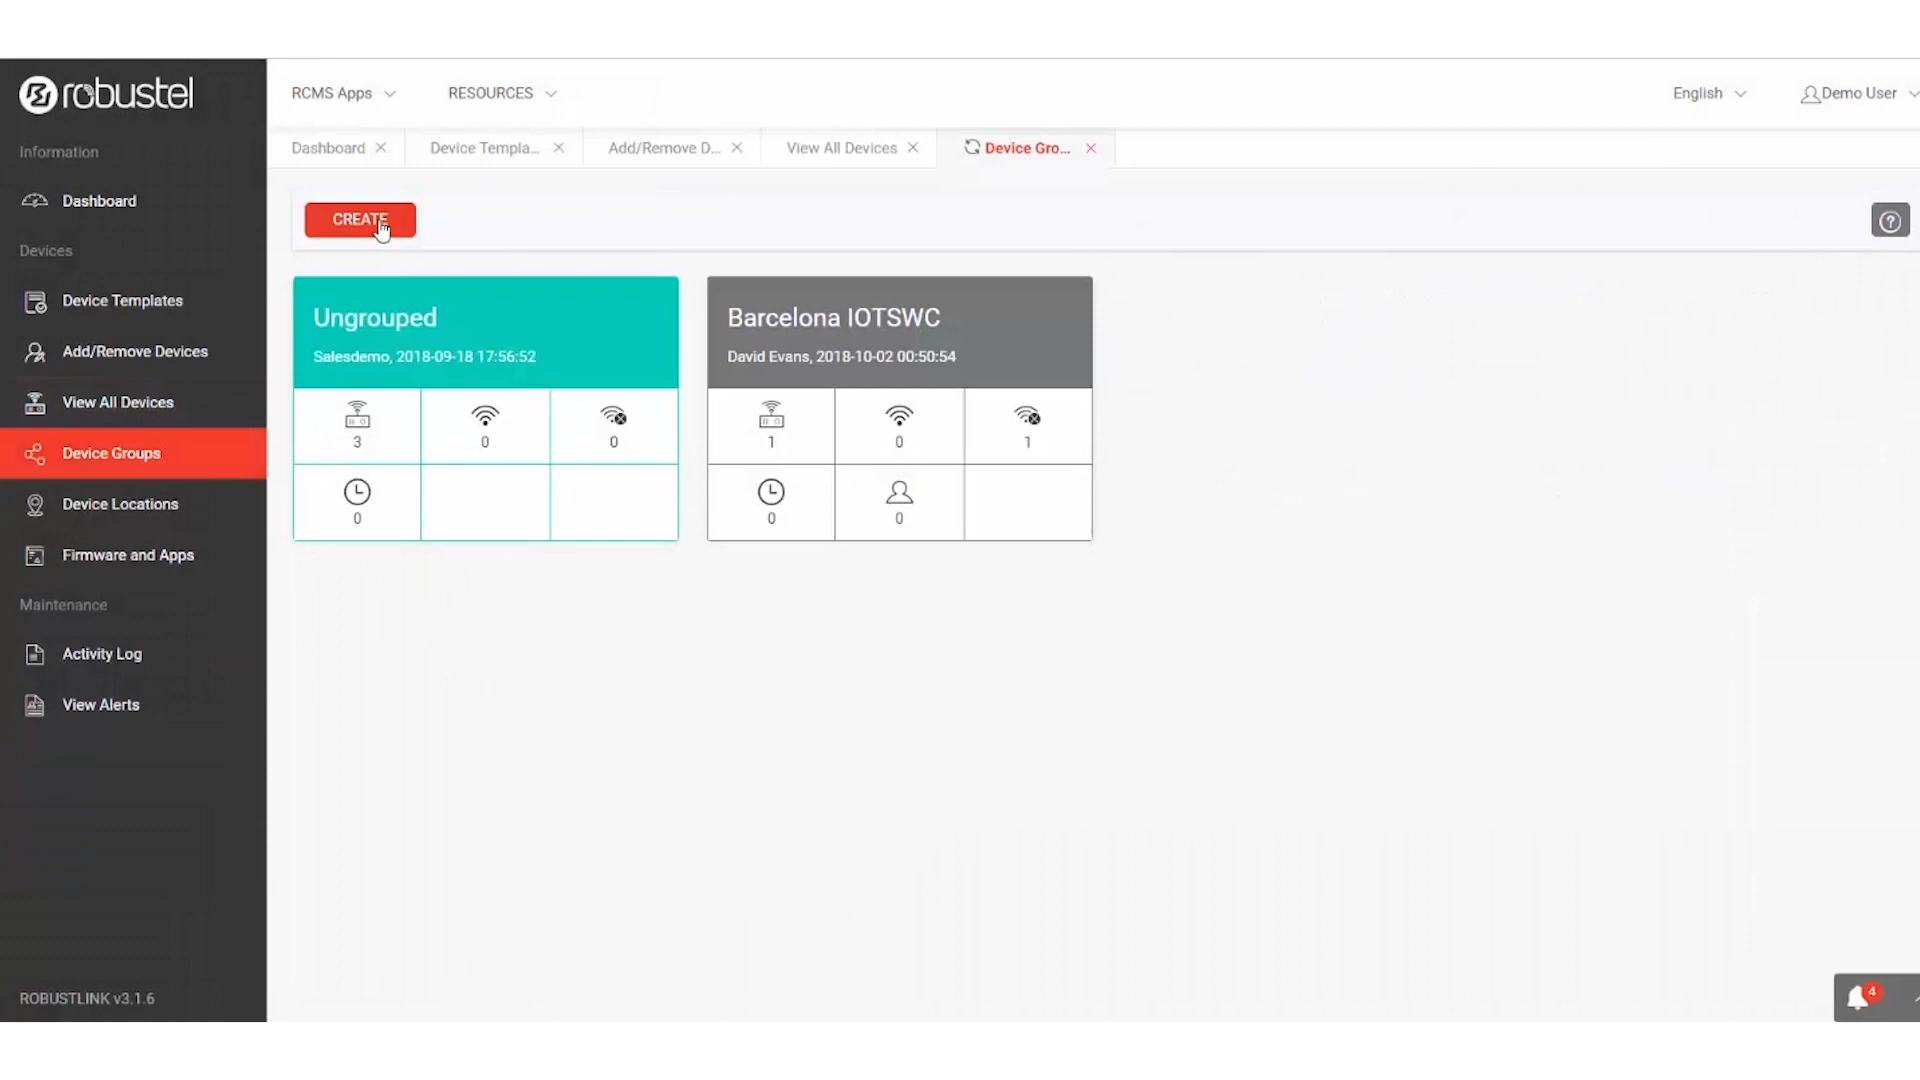 robustel
RCMS Apps
RESOURCES
English
Demo User
Dashboard
Device Templa...
Add/Remove D...
View All Devices
Device Gro...
Information
Dashboard
Devices
Device Templates
Add/Remove Devices
View All Devices
Device Groups
Device Locations
Firmware and Apps
Maintenance
Activity Log
View Alerts
ROBUSTLINK v3.1.6
CREATE
?
Ungrouped
Salesdemo, 2018-09-18 17:56:52
3
0
0
0
Barcelona IOTSWC
David Evans, 2018-10-02 00:50:54
1
0
1
0
0
4